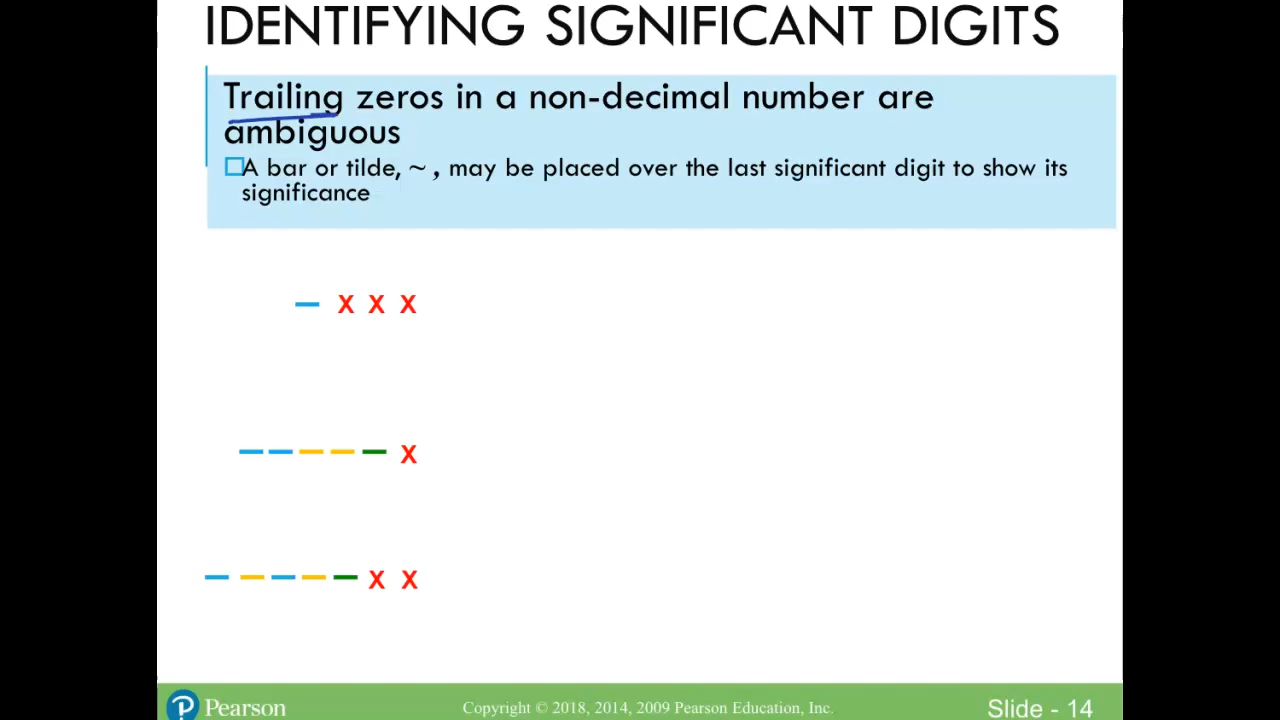 IDENTIFYING SIGNIFICANT DIGITS
Trailing zeros in a non-decimal number are
ambiguous
A bar or tilde, ~ , may be placed over the last significant digit to show its
significance
X X X
X
X X
Pearson
Copyright © 2018, 2014, 2009 Pearson Education, Inc.
Slide - 14